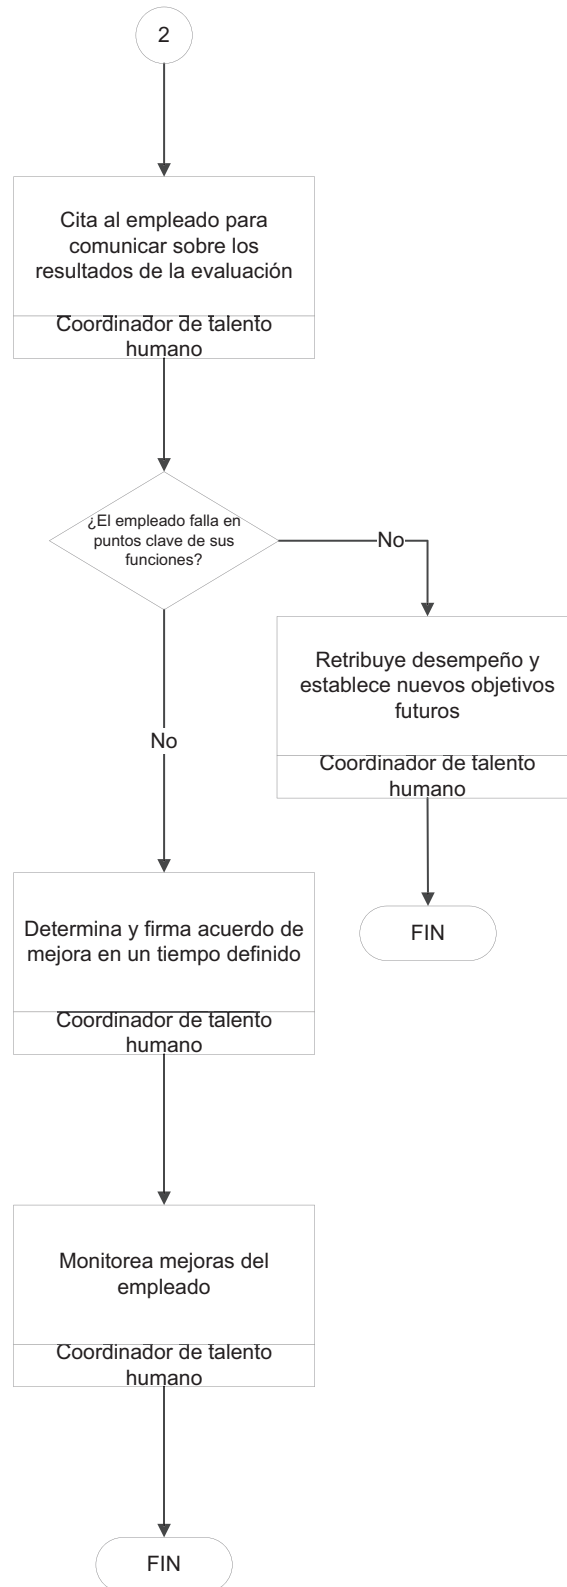 2
Cita al empleado para
comunicar sobre los
resultados de la evaluación
Coordinador de talento
humano
¿El empleado falla en
puntos clave de sus
funciones?
No
Retribuye desempeño y
establece nuevos objetivos
futuros
Coordinador de talento
humano
No
FIN
Determina y firma acuerdo de
mejora en un tiempo definido
Coordinador de talento
humano
Monitorea mejoras del
empleado
Coordinador de talento
humano
FIN